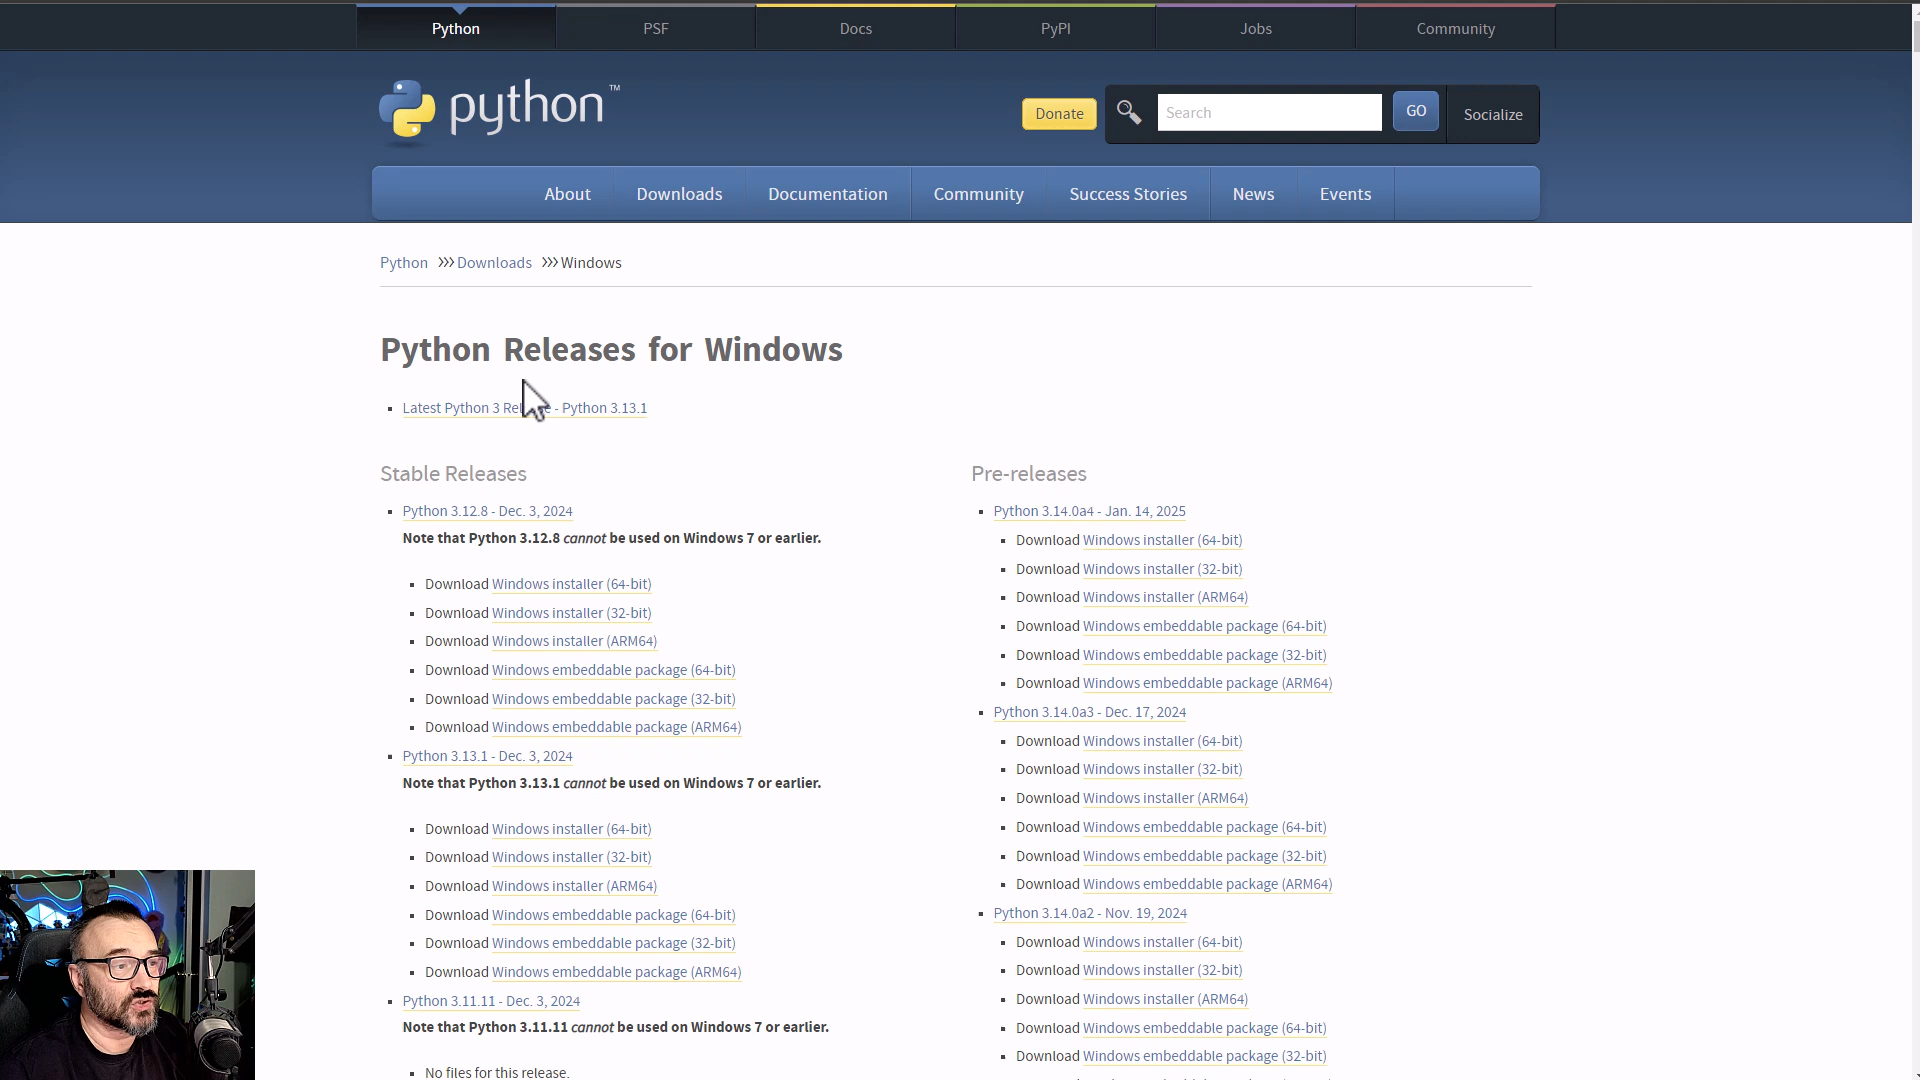 Python
PSF
Docs
PyPI
Jobs
Community
python™
Donate
Search
GO
Socialize
About
Downloads
Documentation
Community
Success Stories
News
Events
Python >>> Downloads >>> Windows
Python Releases for Windows
Latest Python 3 Rel e - Python 3.13.1
Stable Releases
Python 3.12.8 - Dec. 3, 2024
Note that Python 3.12.8 cannot be used on Windows 7 or earlier.
Download Windows installer (64-bit)
Download Windows installer (32-bit)
Download Windows installer (ARM64)
Download Windows embeddable package (64-bit)
Download Windows embeddable package (32-bit)
Download Windows embeddable package (ARM64)
Python 3.13.1 - Dec. 3, 2024
Note that Python 3.13.1 cannot be used on Windows 7 or earlier.
Download Windows installer (64-bit)
Download Windows installer (32-bit)
Download Windows installer (ARM64)
Download Windows embeddable package (64-bit)
Download Windows embeddable package (32-bit)
Download Windows embeddable package (ARM64)
Python 3.11.11 - Dec. 3, 2024
Note that Python 3.11.11 cannot be used on Windows 7 or earlier.
No files for this release.
Pre-releases
Python 3.14.0a4 - Jan. 14, 2025
Download Windows installer (64-bit)
Download Windows installer (32-bit)
Download Windows installer (ARM64)
Download Windows embeddable package (64-bit)
Download Windows embeddable package (32-bit)
Download Windows embeddable package (ARM64)
Python 3.14.0a3 - Dec. 17, 2024
Download Windows installer (64-bit)
Download Windows installer (32-bit)
Download Windows installer (ARM64)
Download Windows embeddable package (64-bit)
Download Windows embeddable package (32-bit)
Download Windows embeddable package (ARM64)
Python 3.14.0a2 - Nov. 19, 2024
Download Windows installer (64-bit)
Download Windows installer (32-bit)
Download Windows installer (ARM64)
Download Windows embeddable package (64-bit)
Download Windows embeddable package (32-bit)